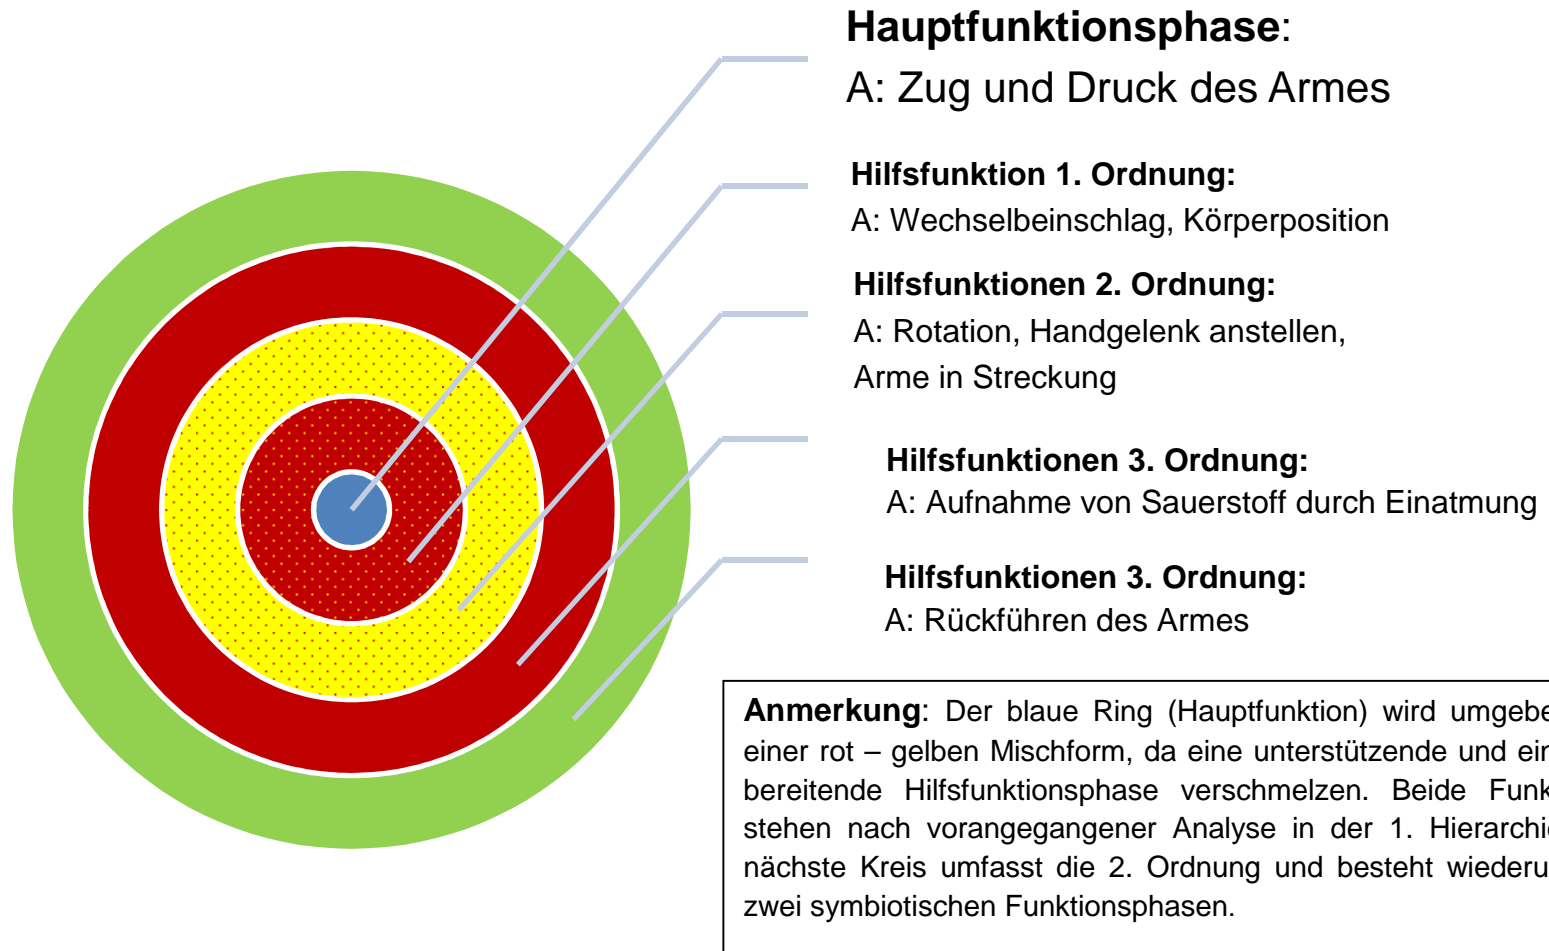 Hauptfunktionsphase:
A: Zug und Druck des Armes
Hilfsfunktion 1. Ordnung:
A: Wechselbeinschlag, Körperposition
Hilfsfunktionen 2. Ordnung:
A: Rotation, Handgelenk anstellen,
Arme in Streckung
Hilfsfunktionen 3. Ordnung:
A: Aufnahme von Sauerstoff durch Einatmung
Hilfsfunktionen 3. Ordnung:
A: Rückführen des Armes
Anmerkung: Der blaue Ring (Hauptfunktion) wird umgebe
einer rot – gelben Mischform, da eine unterstützende und ein
bereitende Hilfsfunktionsphase verschmelzen. Beide Funk
stehen nach vorangegangener Analyse in der 1. Hierarchi
nächste Kreis umfasst die 2. Ordnung und besteht wiederu
zwei symbiotischen Funktionsphasen.